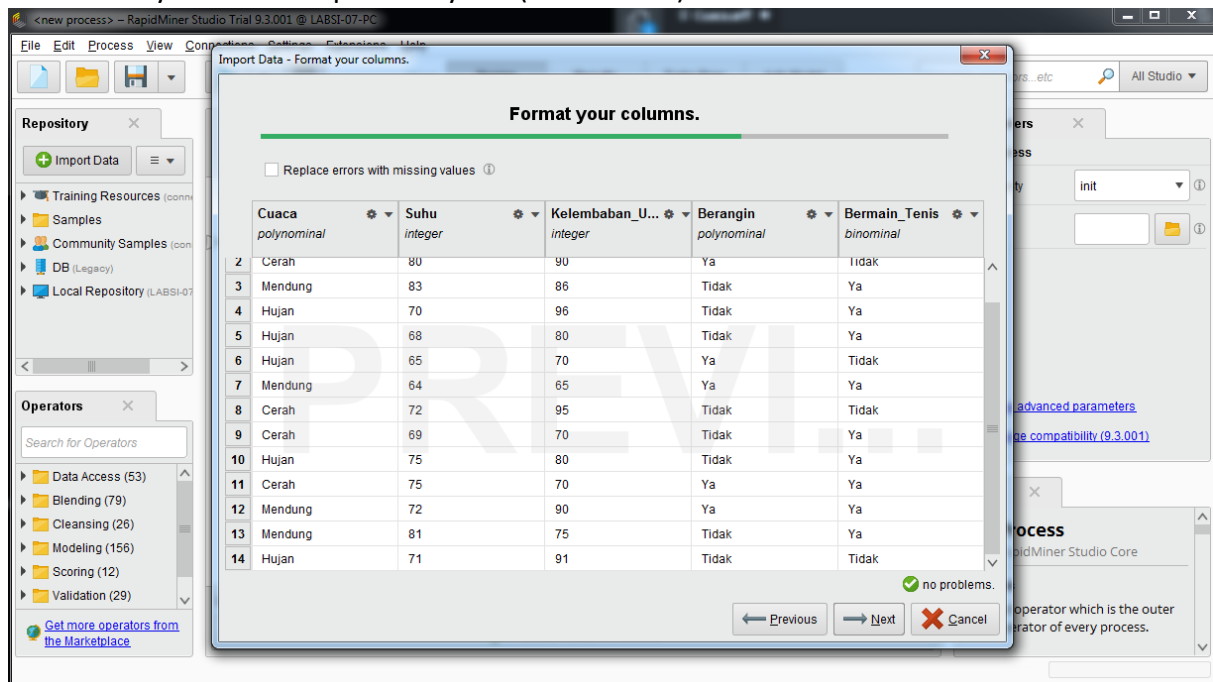 <new process> – RapidMiner Studio Trial 9.3.001 @ LABSI-07-PC
File Edit Process View
Import Data - Format your columns.
All Studio
Format your columns.
Repository
Import Data
Replace errors with missing values
init
Training Resources
Samples
Community Samples
DB (Legacy)
Local Repository (LABSI-07
Cuaca Suhu Kelembaban_U... Berangin Bermain_Tenis
polynominal integer integer polynominal binominal
2 Cerah 80 90 Ya Tidak
3 Mendung 83 86 Tidak Ya
4 Hujan 70 96 Tidak Ya
5 Hujan 68 80 Tidak Ya
6 Hujan 65 70 Ya Tidak
7 Mendung 64 65 Ya Ya
8 Cerah 72 95 Tidak Tidak
9 Cerah 69 70 Tidak Ya
10 Hujan 75 80 Tidak Ya
11 Cerah 75 70 Ya Ya
12 Mendung 72 90 Ya Ya
13 Mendung 81 75 Tidak Ya
14 Hujan 71 91 Tidak Tidak
PREVI...
Operators
Search for Operators
Data Access (53)
Blending (79)
Cleansing (26)
Modeling (156)
Scoring (12)
Validation (29)
Get more operators from
the Marketplace
advanced parameters
compatibility (9.3.001)
no problems.
Previous Next Cancel
Studio Core
operator which is the outer
of every process.